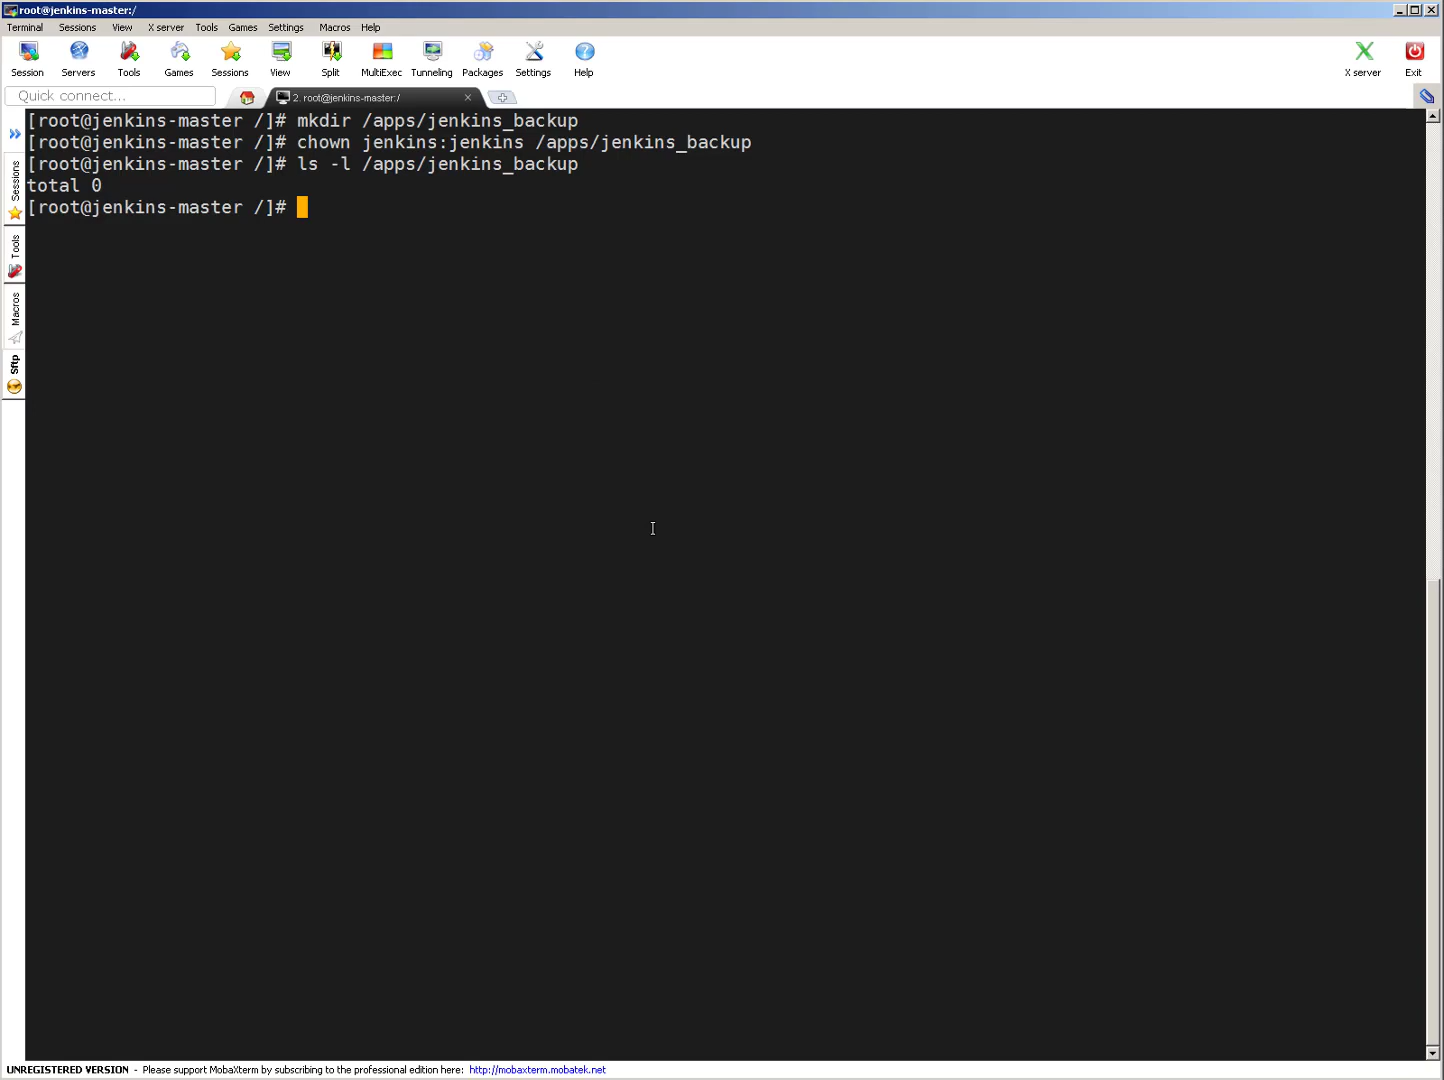 root@jenkins-master:/
Terminal Sessions View X server Tools Games Settings Macros Help
Session Servers Tools Games Sessions View Split MultiExec Tunneling Packages Settings Help X server Exit
Quick connect...
2. root@jenkins-master:/
[root@jenkins-master /]# mkdir /apps/jenkins_backup
[root@jenkins-master /]# chown jenkins:jenkins /apps/jenkins_backup
[root@jenkins-master /]# ls -l /apps/jenkins_backup
total 0
[root@jenkins-master /]#
Sessions
Tools
Macros
Sftp
UNREGISTERED VERSION - Please support MobaXterm by subscribing to the professional edition here: http://mobaxterm.mobatek.net